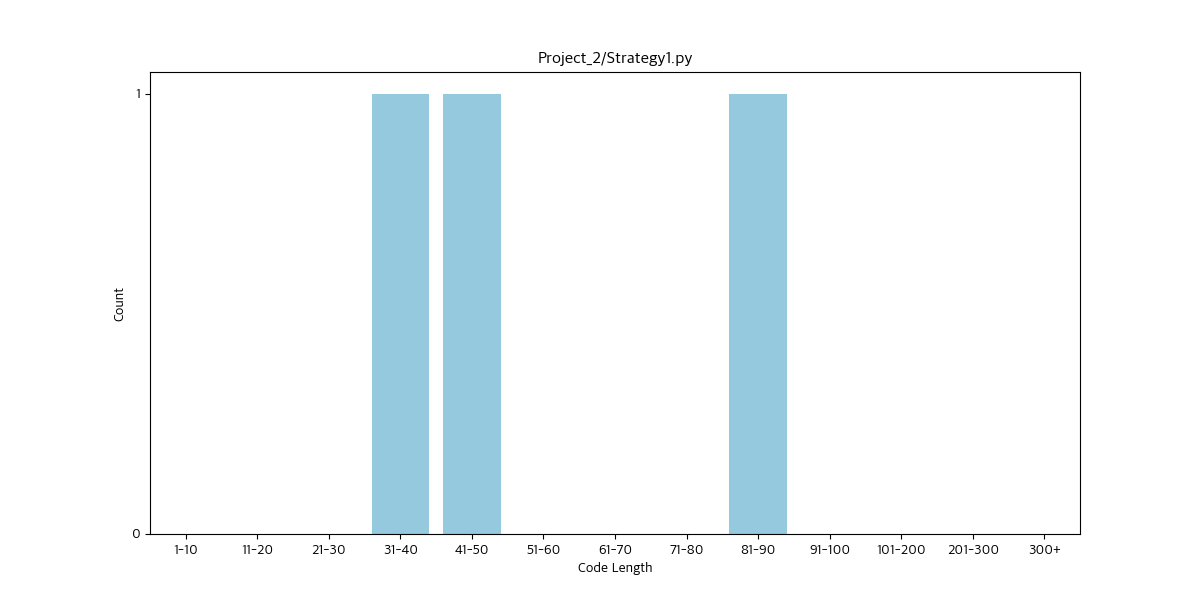 Project_2/Strategy1.py
1
Count
0
1-10 11-20 21-30 31-40 41-50 51-60 61-70 71-80 81-90 91-100 101-200 201-300 300+
Code Length